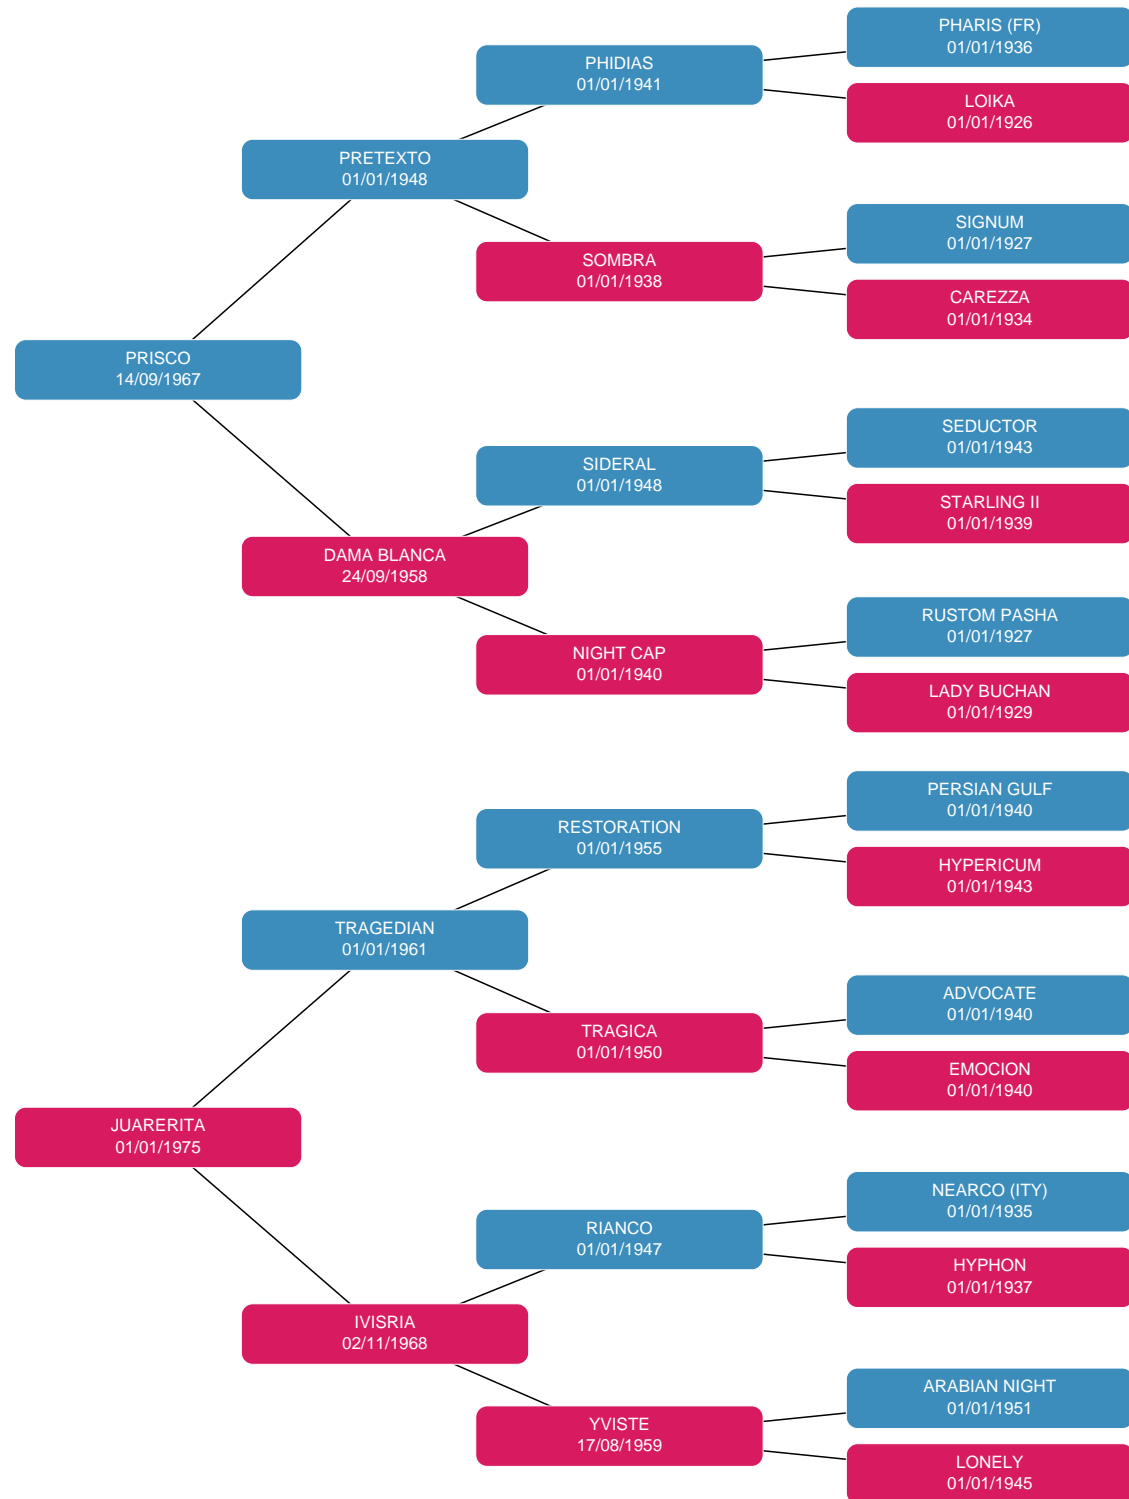 PHARIS (FR)
01/01/1936
PHIDIAS
01/01/1941
LOIKA
01/01/1926
PRETEXTO
01/01/1948
SIGNUM
01/01/1927
SOMBRA
01/01/1938
CAREZZA
01/01/1934
PRISCO
14/09/1967
SEDUCTOR
01/01/1943
SIDERAL
01/01/1948
STARLING II
01/01/1939
DAMA BLANCA
24/09/1958
RUSTOM PASHA
01/01/1927
NIGHT CAP
01/01/1940
LADY BUCHAN
01/01/1929
PERSIAN GULF
01/01/1940
RESTORATION
01/01/1955
HYPERICUM
01/01/1943
TRAGEDIAN
01/01/1961
ADVOCATE
01/01/1940
TRAGICA
01/01/1950
EMOCION
01/01/1940
JUARERITA
01/01/1975
NEARCO (ITY)
01/01/1935
RIANCO
01/01/1947
HYPHON
01/01/1937
IVISRIA
02/11/1968
ARABIAN NIGHT
01/01/1951
YVISTE
17/08/1959
LONELY
01/01/1945